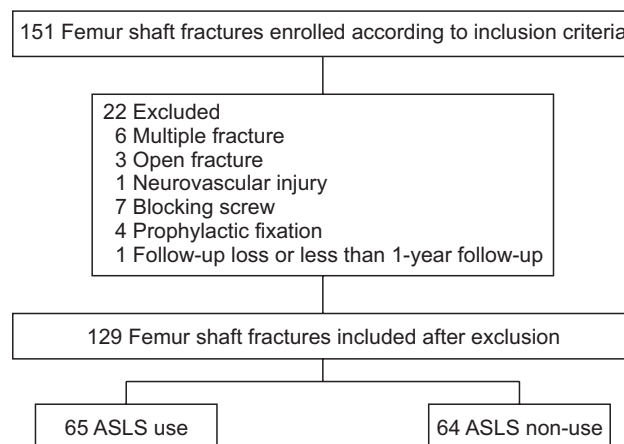 151 Femur shaft fractures enrolled according to inclusion criteria
22 Excluded
6 Multiple fracture
3 Open fracture
1 Neurovascular injury
7 Blocking screw
4 Prophylactic fixation
1 Follow-up loss or less than 1-year follow-up
129 Femur shaft fractures included after exclusion
65 ASLS use
64 ASLS non-use